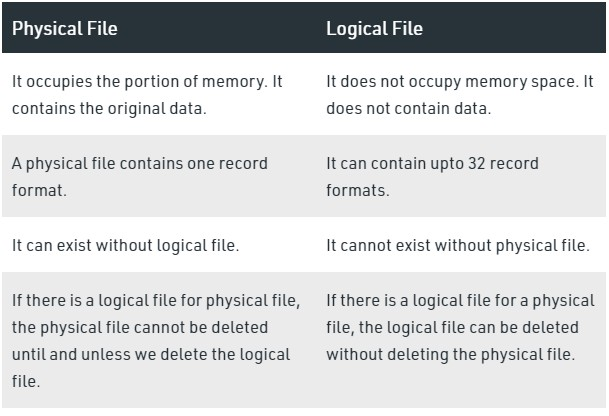 Physical File
Logical File
It occupies the portion of memory. It
contains the original data.
It does not occupy memory space. It
does not contain data.
A physical file contains one record
format.
It can contain upto 32 record
formats.
It can exist without logical file.
It cannot exist without physical file.
If there is a logical file for physical file,
the physical file cannot be deleted
until and unless we delete the logical
file.
If there is a logical file for a physical
file, the logical file can be deleted
without deleting the physical file.